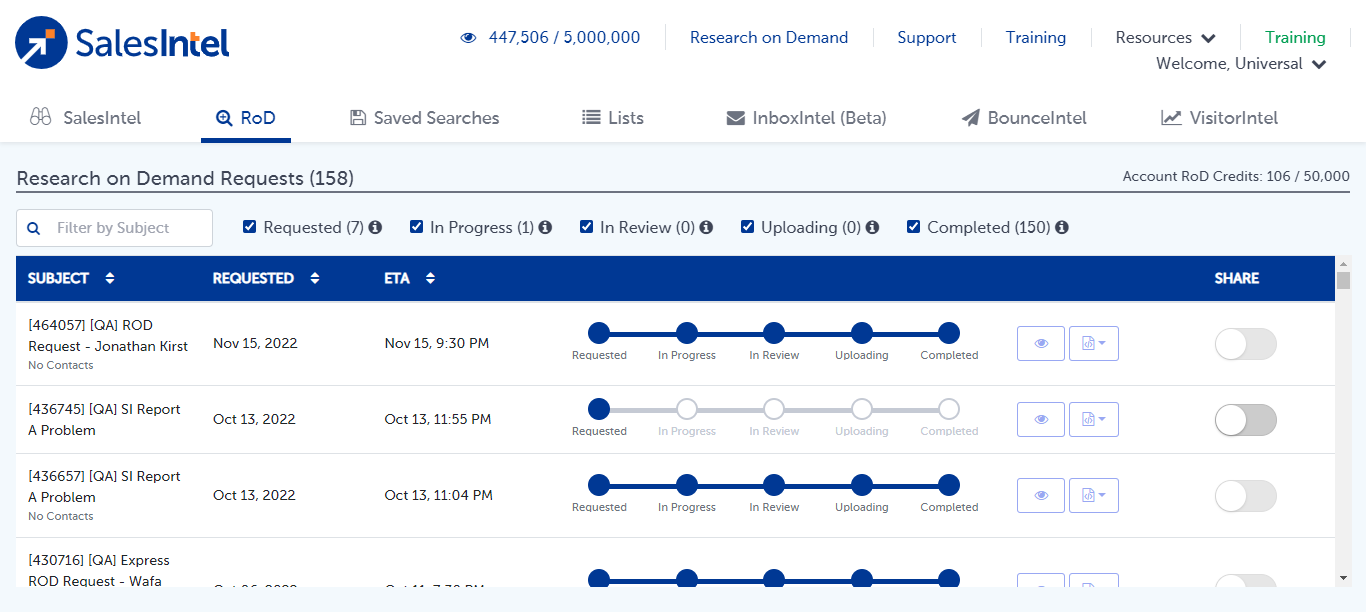 SalesIntel
447,506 / 5,000,000
Research on Demand
Support
Training
Resources
Training
Welcome, Universal
SalesIntel
RoD
Saved Searches
Lists
InboxIntel (Beta)
BounceIntel
VisitorIntel
Research on Demand Requests (158)
Account RoD Credits: 106 / 50,000
Filter by Subject
Requested (7)
In Progress (1)
In Review (0)
Uploading (0)
Completed (150)
SUBJECT
REQUESTED
ETA
SHARE
[464057] [QA] ROD
Request - Jonathan Kirst
No Contacts
Nov 15, 2022
Nov 15, 9:30 PM
Requested
In Progress
In Review
Uploading
Completed
[436745] [QA] SI Report
A Problem
Oct 13, 2022
Oct 13, 11:55 PM
Requested
In Progress
In Review
Uploading
Completed
[436657] [QA] SI Report
A Problem
No Contacts
Oct 13, 2022
Oct 13, 11:04 PM
Requested
In Progress
In Review
Uploading
Completed
[430716] [QA] Express
ROD Request - Wafa